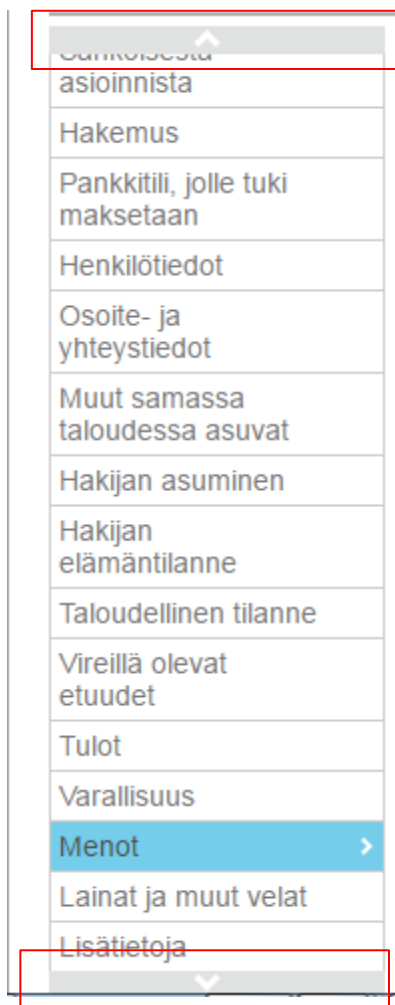 Sähköisestä
asioinnista
Hakemus
Pankkitili, jolle tuki
maksetaan
Henkilötiedot
Osoite- ja
yhteystiedot
Muut samassa
taloudessa asuvat
Hakijan asuminen
Hakijan
elämäntilanne
Taloudellinen tilanne
Vireillä olevat
etuudet
Tulot
Varallisuus
Menot
Lainat ja muut velat
Lisätietoja